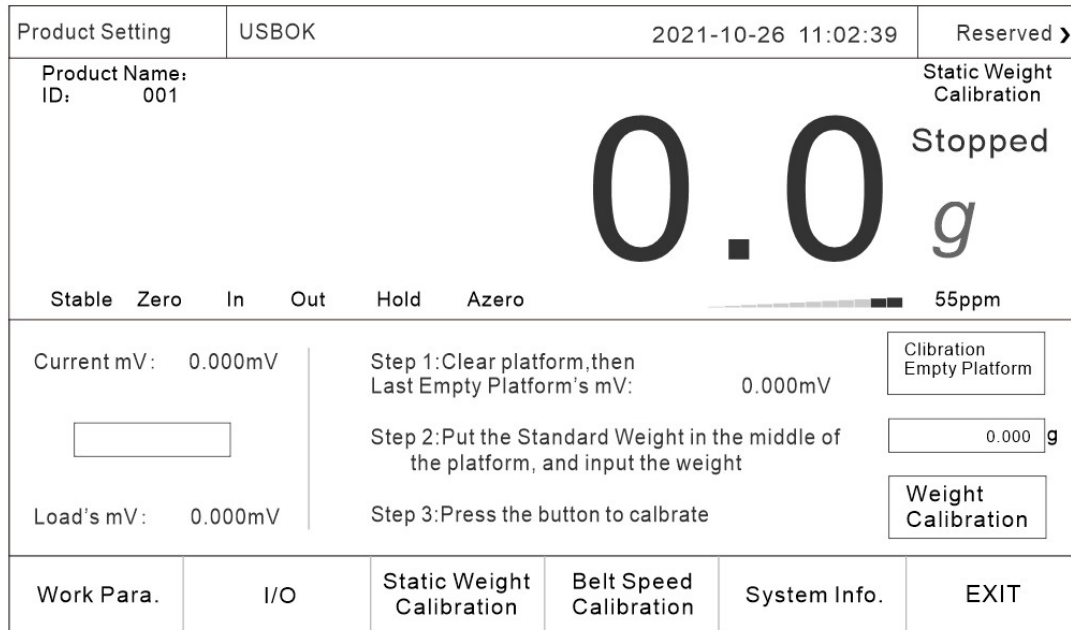 Product Setting
USBOK
2021-10-26 11:02:39
Reserved ❯
Product Name:
ID: 001
Static Weight
Calibration
0.0
Stopped
g
Stable Zero In Out Hold Azero
55ppm
Current mV: 0.000mV
Load's mV: 0.000mV
Step 1:Clear platform,then
Last Empty Platform's mV: 0.000mV
Clibration
Empty Platform
Step 2:Put the Standard Weight in the middle of
the platform, and input the weight
0.000 g
Step 3:Press the button to calbrate
Weight
Calibration
Work Para.
I/O
Static Weight
Calibration
Belt Speed
Calibration
System Info.
EXIT